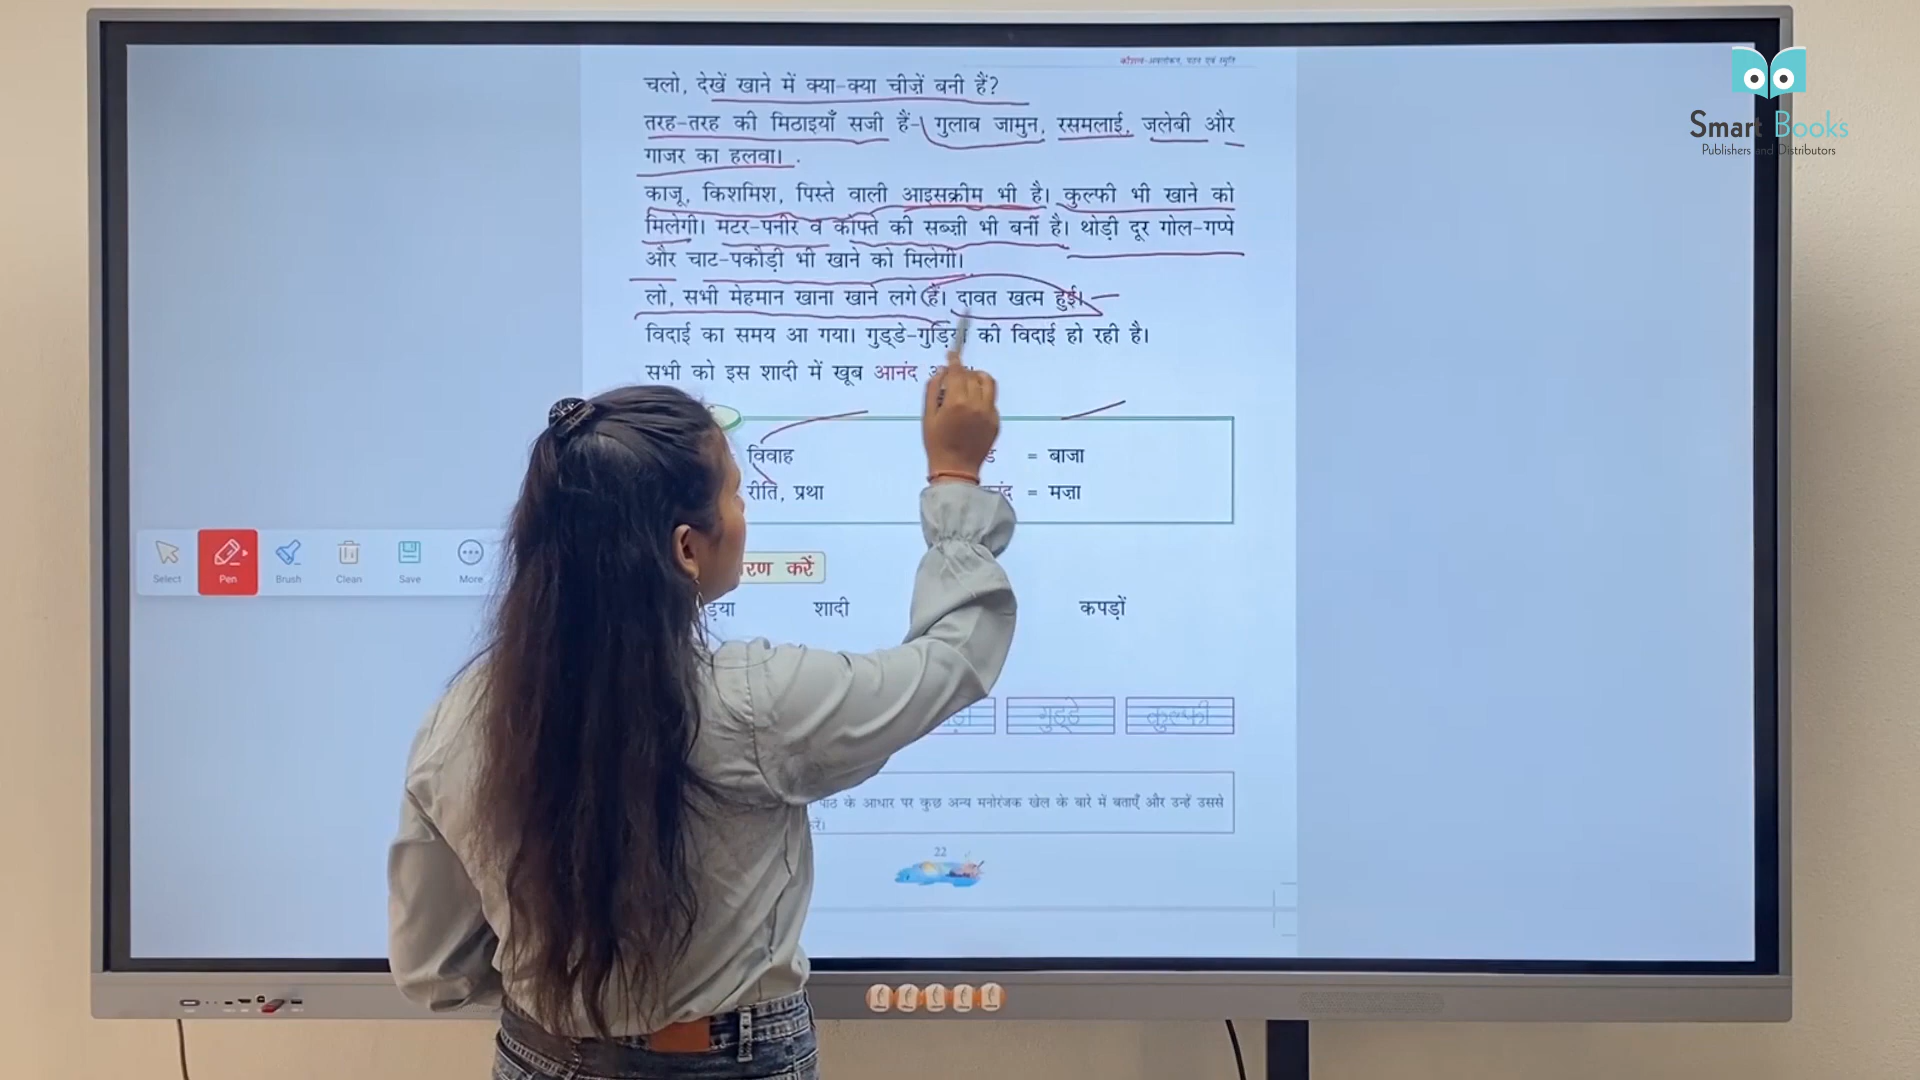 कौशल-अवलोकन, पठन एवं स्मृति
चलो, देखें खाने में क्या-क्या चीज़ें बनी हैं?
तरह-तरह की मिठाइयाँ सजी हैं- गुलाब जामुन, रसमलाई, जलेबी और
गाजर का हलवा।
काजू, किशमिश, पिस्ते वाली आइसक्रीम भी है। कुल्फी भी खाने को
मिलेगी। मटर-पनीर व कोफ्ते की सब्ज़ी भी बनी है। थोड़ी दूर गोल-गप्पे
और चाट-पकौड़ी भी खाने को मिलेगी।
लो, सभी मेहमान खाना खाने लगे हैं। दावत खत्म हुई।
विदाई का समय आ गया। गुड्डे-गुड़िया की विदाई हो रही है।
सभी को इस शादी में खूब आनंद
विवाह = बाजा
रीति, प्रथा = मज़ा
करें
शादी कपड़ों
गुड्डे कुल्फी
पाठ के आधार पर कुछ अन्य मनोरंजक खेल के बारे में बताएँ और उन्हें उससे
22
Select Pen Brush Clean Save More
Smart Books
Publishers and Distributors